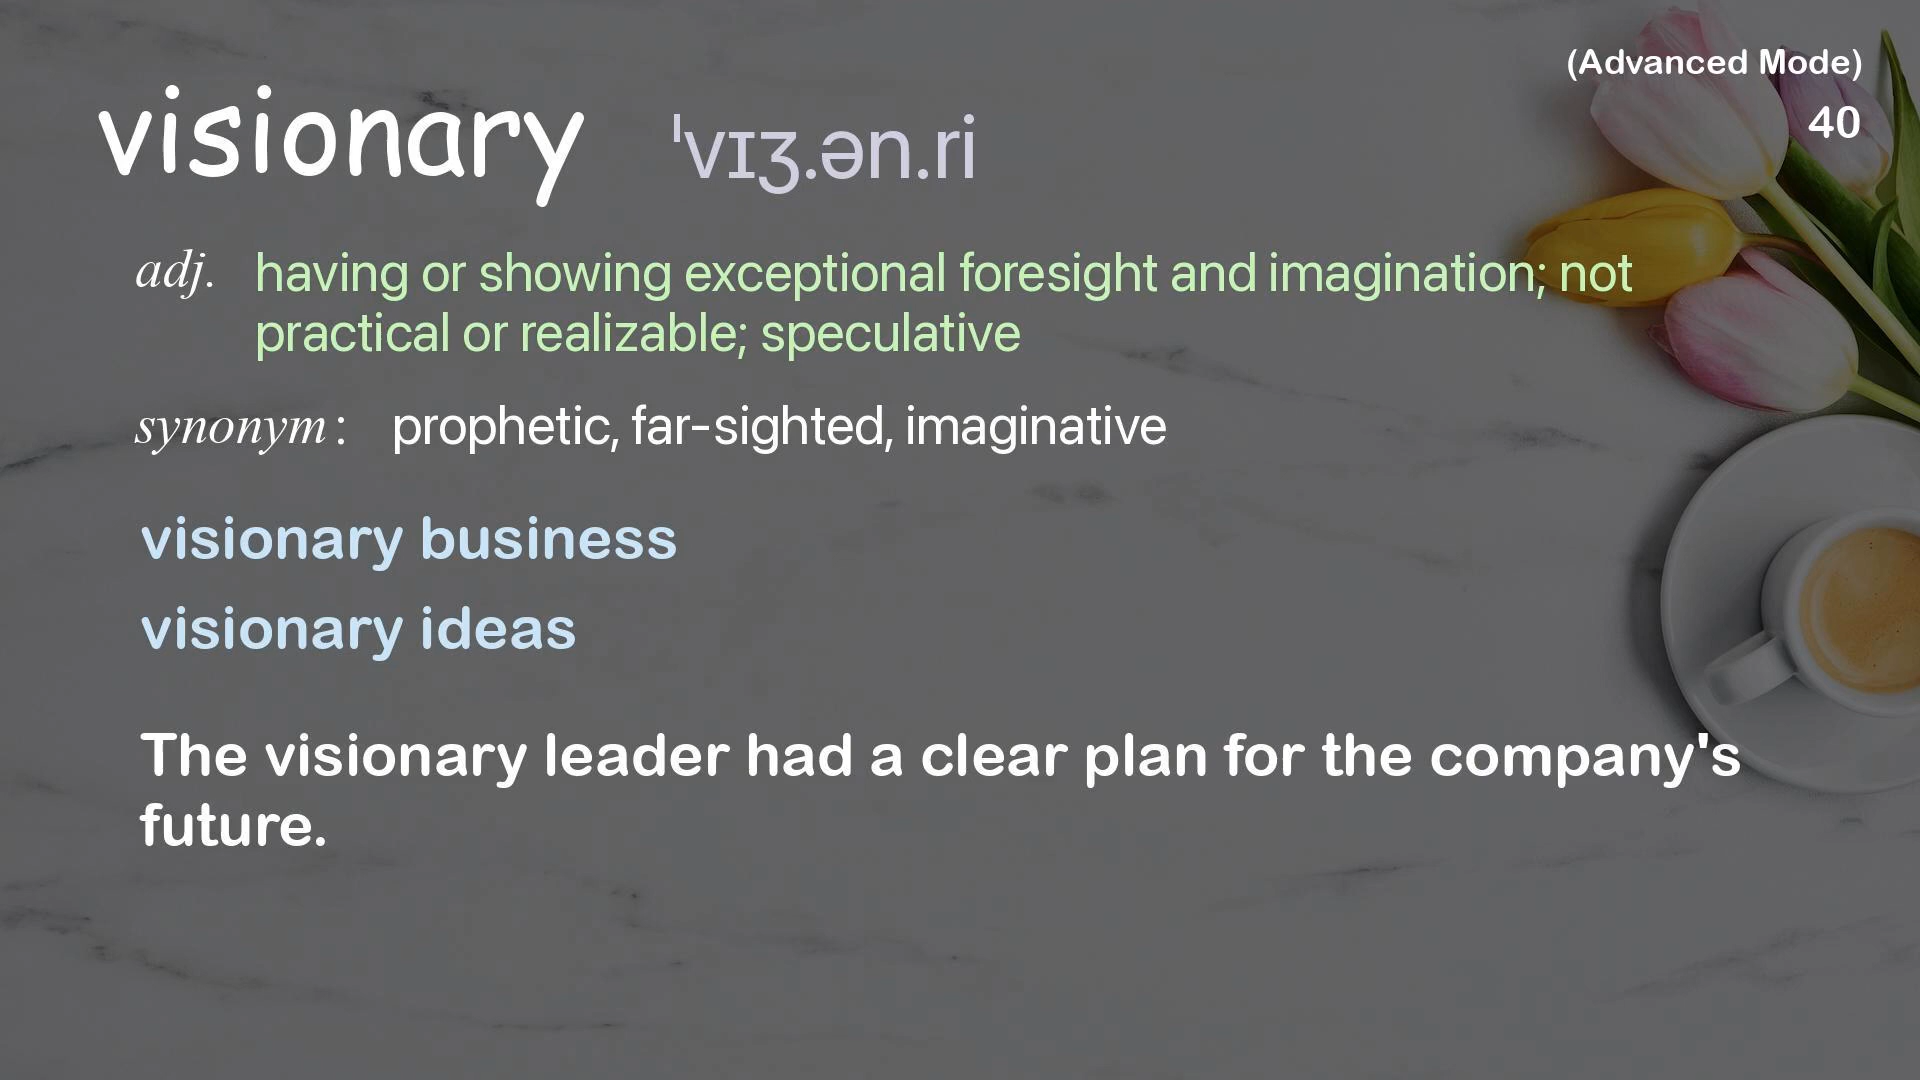 (Advanced Mode)
40
visionary ˈvɪʒ.ən.ri
adj. having or showing exceptional foresight and imagination; not
practical or realizable; speculative
synonym : prophetic, far-sighted, imaginative
visionary business
visionary ideas
The visionary leader had a clear plan for the company's
future.